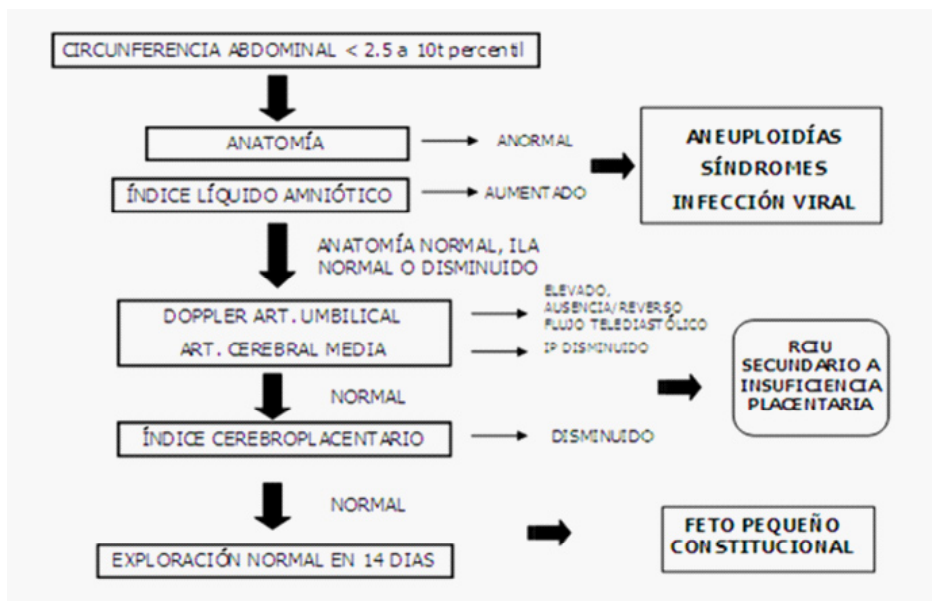 CIRCUNFERENCIA ABDOMINAL < 2.5 a 10t percentil
ANATOMÍA
ANORMAL
ÍNDICE LÍQUIDO AMNIÓTICO
AUMENTADO
ANEUPLOIDÍAS
SÍNDROMES
INFECCIÓN VIRAL
ANATOMÍA NORMAL, ILA
NORMAL O DISMINUIDO
DOPPLER ART. UMBILICAL
ART. CEREBRAL MEDIA
ELEVADO,
AUSENCIA/REVERSO
FLUJO TELEDIASTÓLICO
IP DISMINUIDO
RCIU
SECUNDARIO A
INSUFICIENCIA
PLACENTARIA
NORMAL
ÍNDICE CEREBROPLACENTARIO
DISMINUIDO
NORMAL
EXPLORACIÓN NORMAL EN 14 DIAS
FETO PEQUEÑO
CONSTITUCIONAL